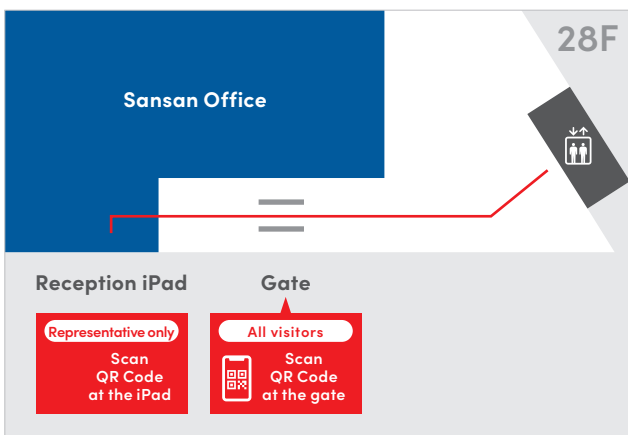 28F
Sansan Office
Reception iPad
Representative only
Scan
QR Code
at the iPad
Gate
All visitors
Scan
QR Code
at the gate